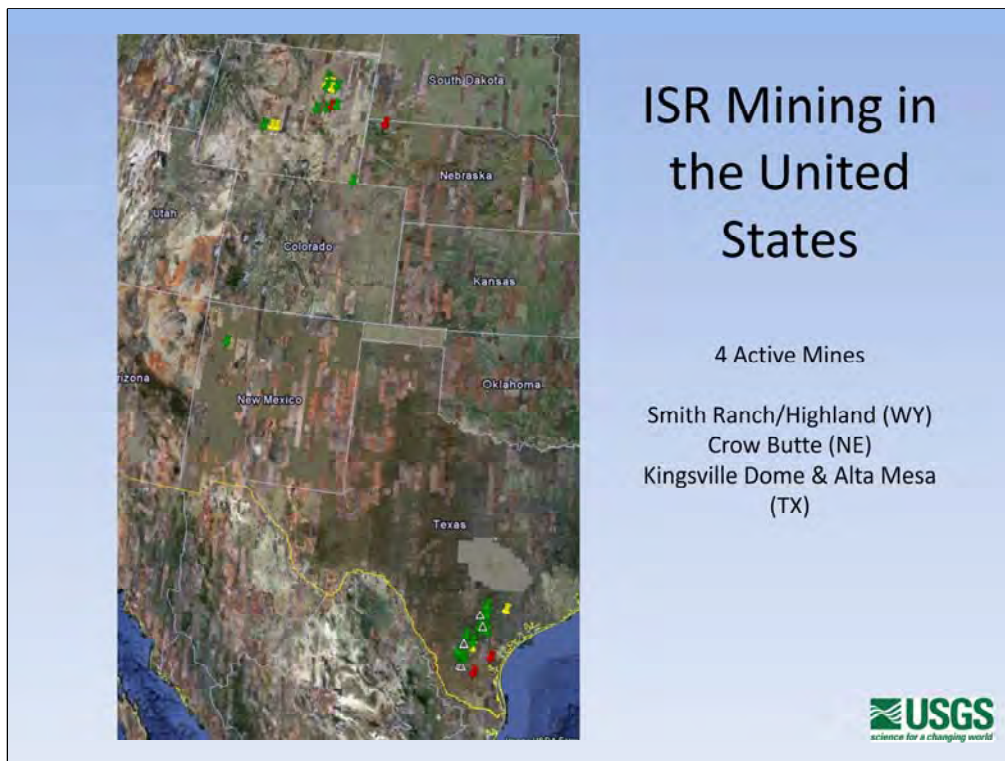 ISR Mining in
the United
States
4 Active Mines
Smith Ranch/Highland (WY)
Crow Butte (NE)
Kingsville Dome & Alta Mesa
(TX)
South Dakota
Nebraska
Utah
Colorado
Kansas
rizona
New Mexico
Oklahoma
Texas
USGS
science for a changing world